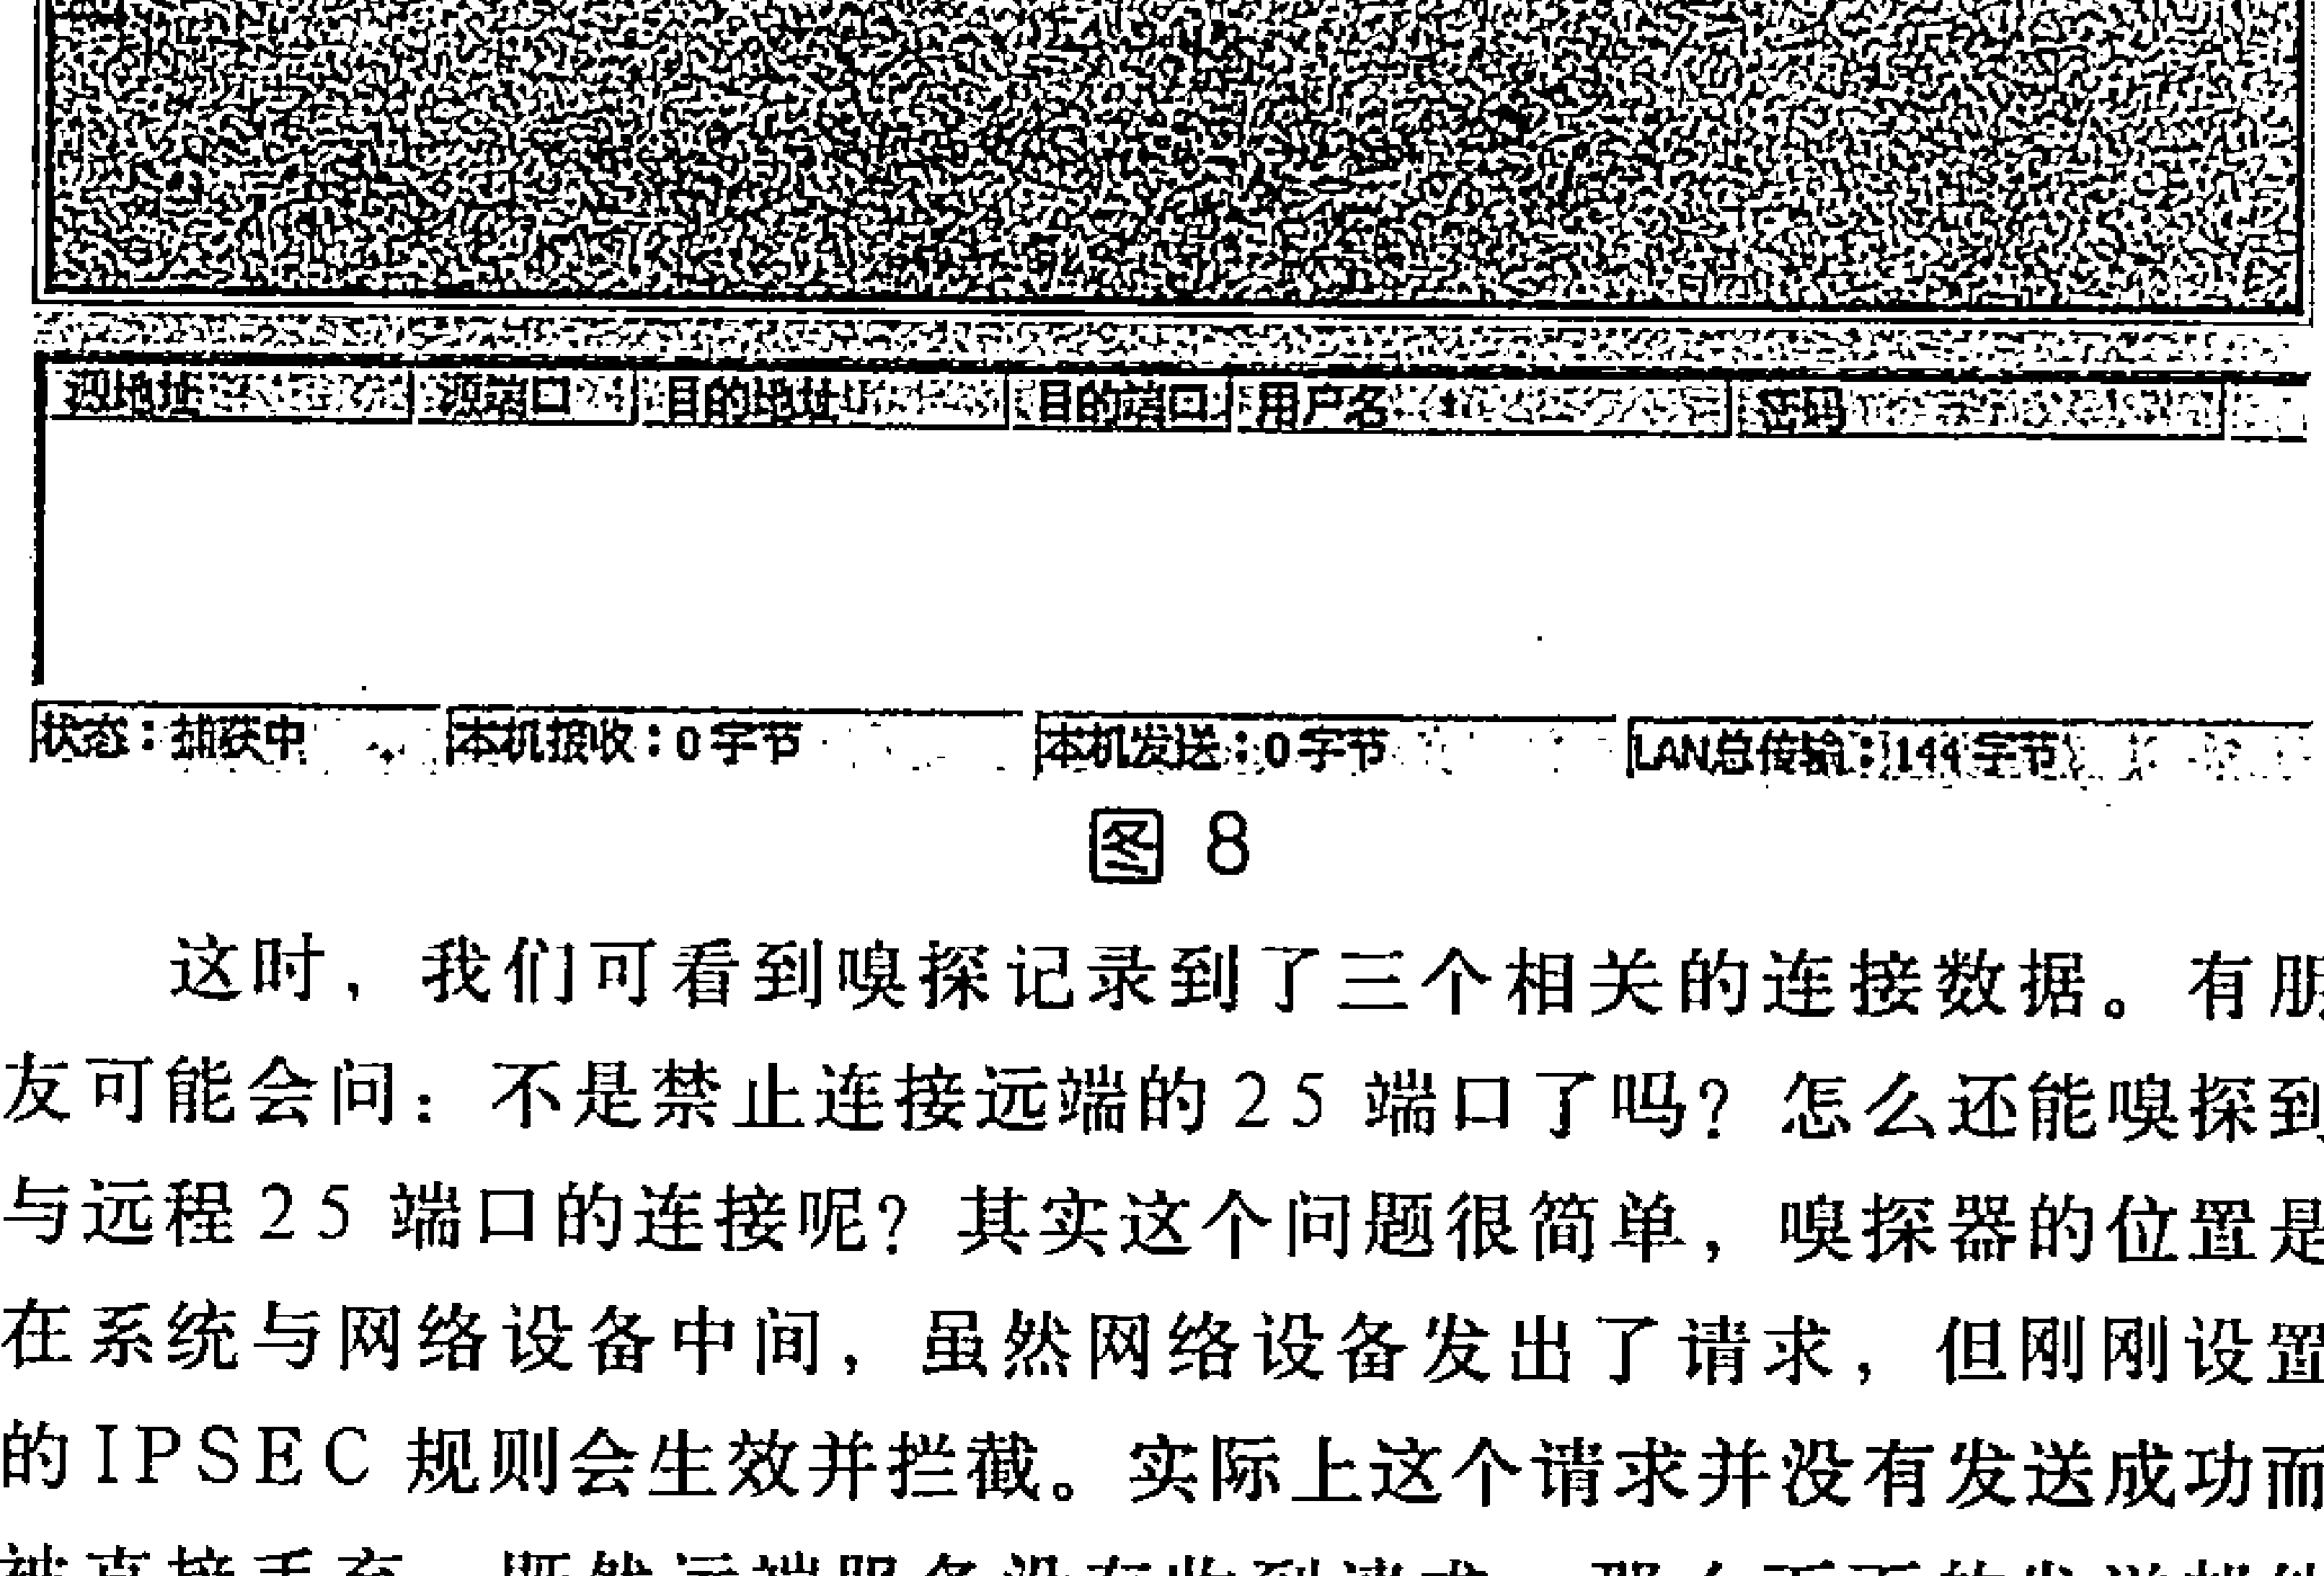 源地址 源端口 目的地址 目的端口 用户名 密码
状态：捕获中 本机接收：0 字节 本机发送：0 字节 LAN总传输：144 字节
图 8
这时，我们可看到嗅探记录到了三个相关的连接数据。有朋
友可能会问：不是禁止连接远端的25 端口了吗？怎么还能嗅探到
与远程25 端口的连接呢？其实这个问题很简单，嗅探器的位置是
在系统与网络设备中间，虽然网络设备发出了请求，但刚刚设置
的IPSEC 规则会生效并拦截。实际上这个请求并没有发送成功而